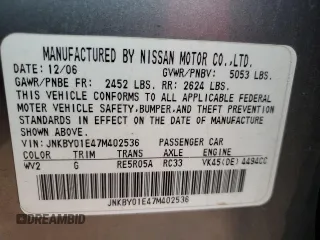 MANUFACTURED BY NISSAN MOTOR CO.,LTD.
DATE 12/06 GVWR/PNBV: 5053 LBS.
GAWR/PNBE FR: 2452 LBS. RR: 2624 LBS.
THIS VEHICLE CONFORMS TO ALL APPLICABLE FEDERAL
MOTOR VEHICLE SAFETY,BUMPER,AND THEFT PREVENTION
STANDARDS IN EFFECT ON THE DATE OF MANUFACTURE
SHOWN ABOVE.
VIN: JNKBY01E47M402536 PASSENGER CAR
COLOR TRIM TRANS AXLE ENGINE
WV2 G RE5R05A RC33 VK45(DE) 4494CC
JNKBY01E47M402536
DREAMBID